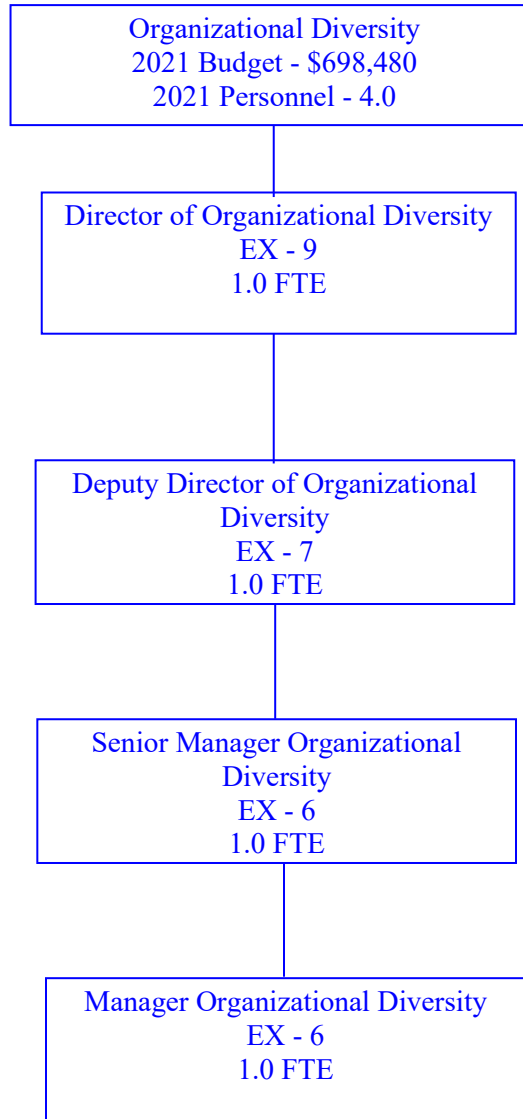 Organizational Diversity
2021 Budget - $698,480
2021 Personnel - 4.0
Director of Organizational Diversity
EX - 9
1.0 FTE
Deputy Director of Organizational
Diversity
EX - 7
1.0 FTE
Senior Manager Organizational
Diversity
EX - 6
1.0 FTE
Manager Organizational Diversity
EX - 6
1.0 FTE